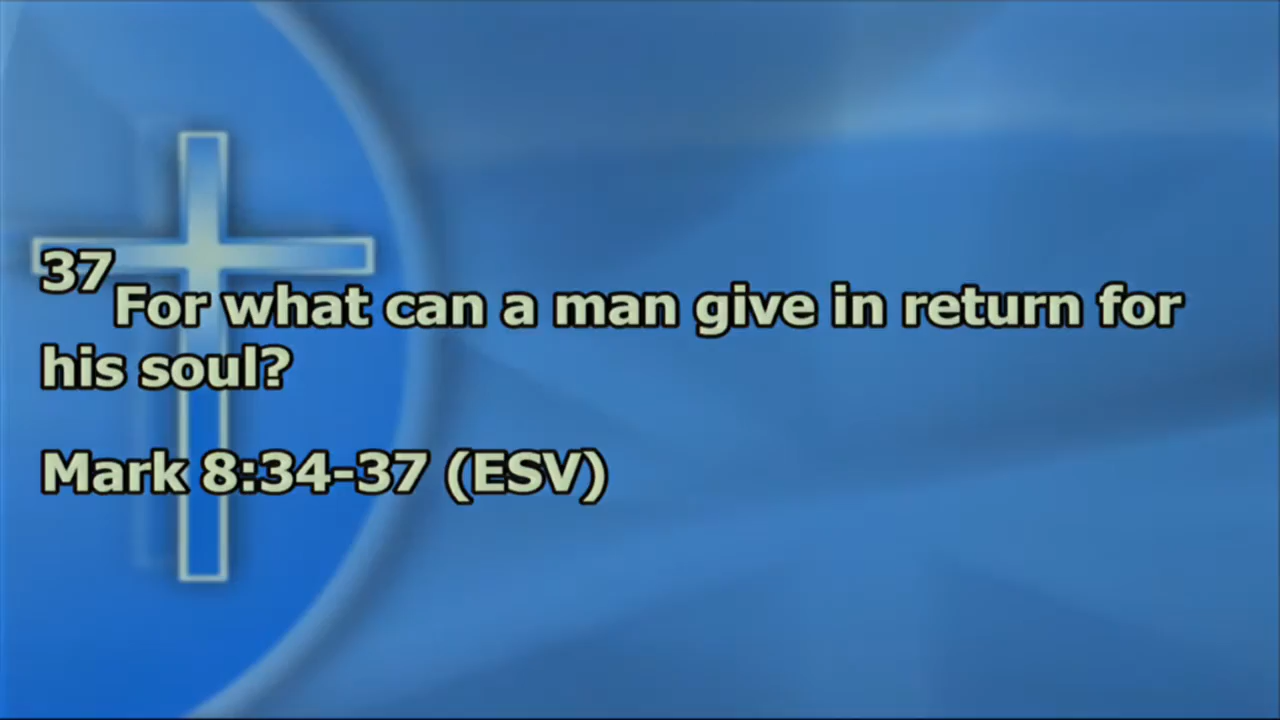 37 For what can a man give in return for
his soul?
Mark 8:34-37 (ESV)